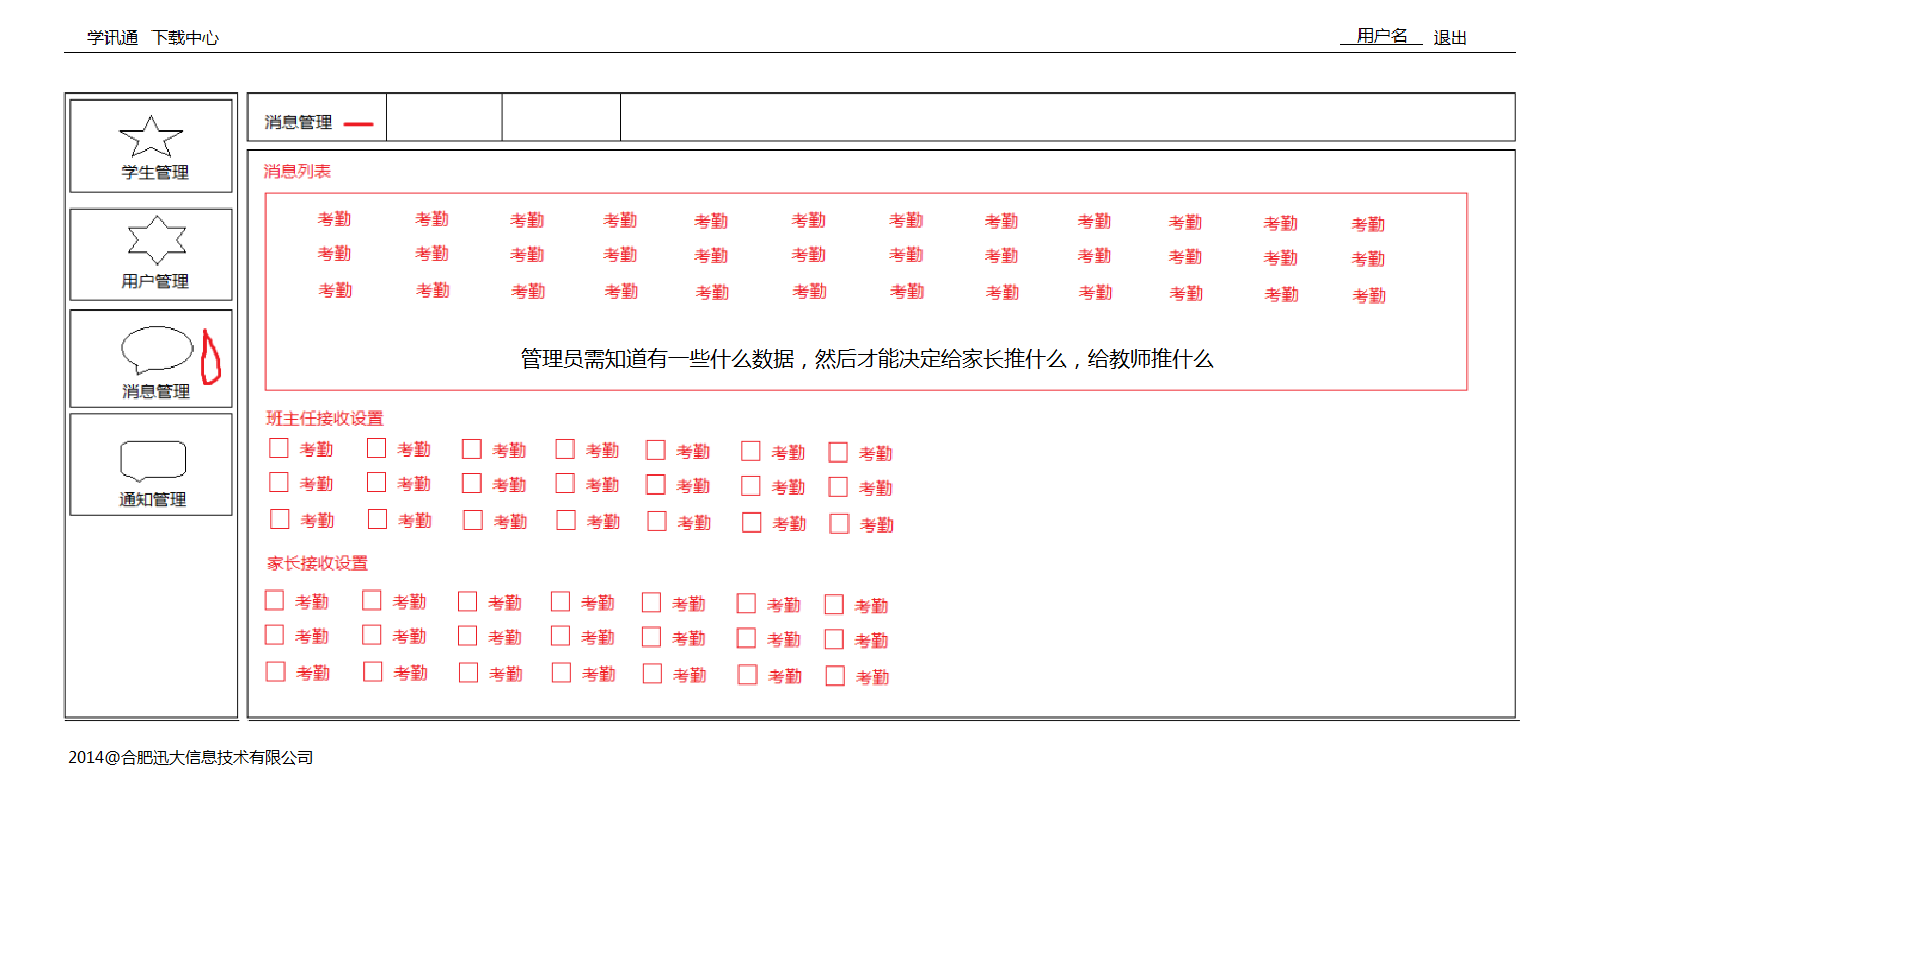 学讯通 下载中心 用户名 退出
学生管理
用户管理
消息管理
通知管理
消息管理
消息列表
考勤 考勤 考勤 考勤 考勤 考勤 考勤 考勤 考勤 考勤 考勤 考勤
考勤 考勤 考勤 考勤 考勤 考勤 考勤 考勤 考勤 考勤 考勤 考勤
考勤 考勤 考勤 考勤 考勤 考勤 考勤 考勤 考勤 考勤 考勤 考勤
管理员需知道有一些什么数据，然后才能决定给家长推什么，给教师推什么
班主任接收设置
考勤 考勤 考勤 考勤 考勤 考勤 考勤
考勤 考勤 考勤 考勤 考勤 考勤 考勤
考勤 考勤 考勤 考勤 考勤 考勤 考勤
家长接收设置
考勤 考勤 考勤 考勤 考勤 考勤 考勤
考勤 考勤 考勤 考勤 考勤 考勤 考勤
考勤 考勤 考勤 考勤 考勤 考勤 考勤
2014@合肥迅大信息技术有限公司